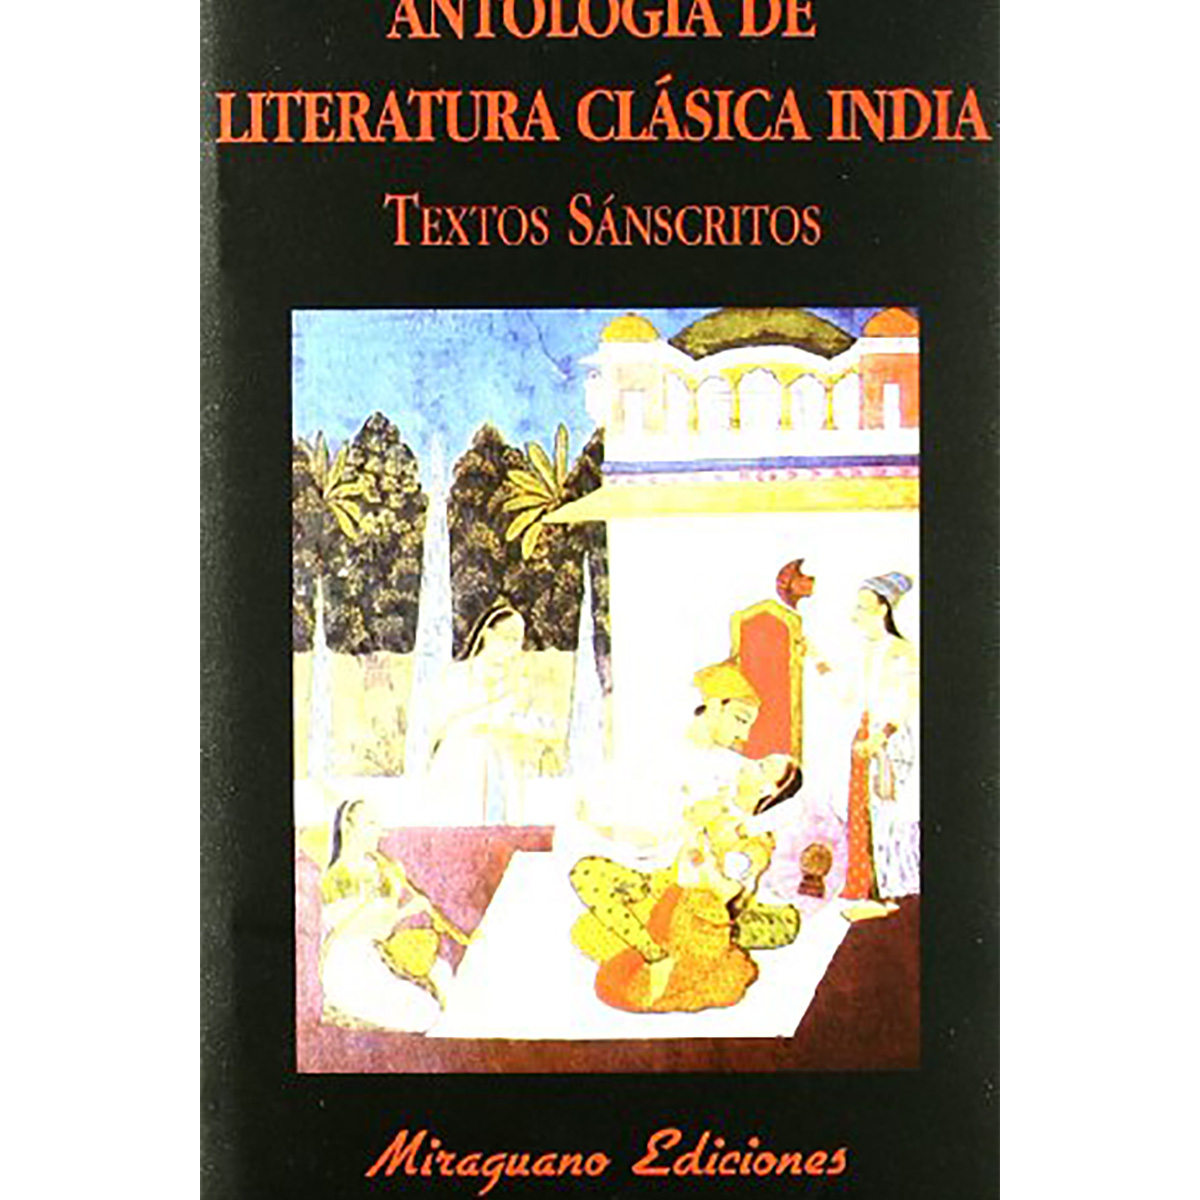 ANTOLOGÍA DE
LITERATURA CLÁSICA INDIA
TEXTOS SÁNSCRITOS
Miraguano Ediciones